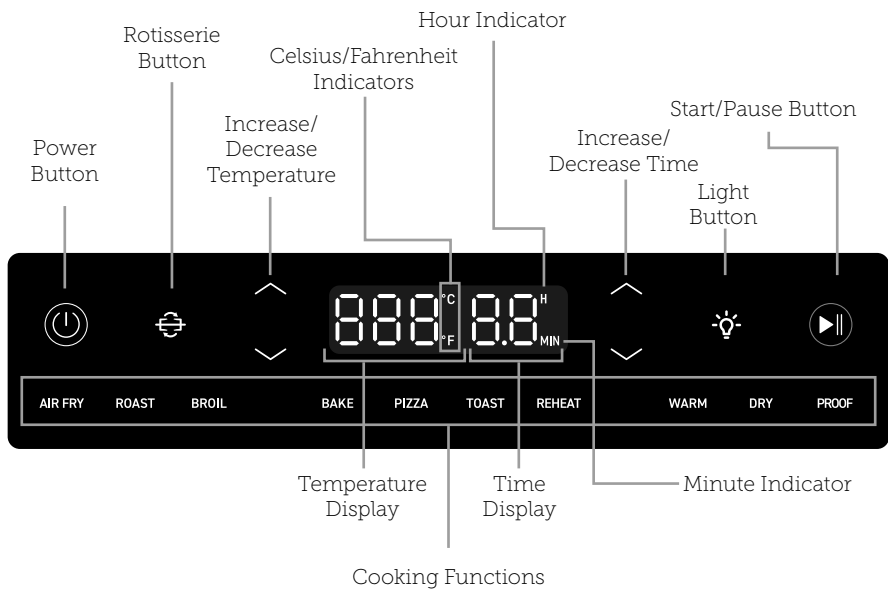 Hour Indicator
Rotisserie
Button
Celsius/Fahrenheit
Indicators
Start/Pause Button
Increase/
Decrease
Temperature
Increase/
Decrease Time
Power
Button
Light
Button
888 °C °F 8.8 H MIN
AIR FRY ROAST BROIL BAKE PIZZA TOAST REHEAT WARM DRY PROOF
Temperature
Display
Time
Display
Minute Indicator
Cooking Functions